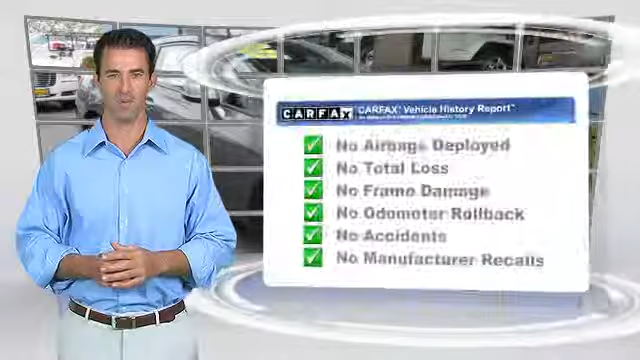 CARFAX CARFAX Vehicle History Report™
No Airbags Deployed
No Total Loss
No Frame Damage
No Odometer Rollback
No Accidents
No Manufacturer Recalls